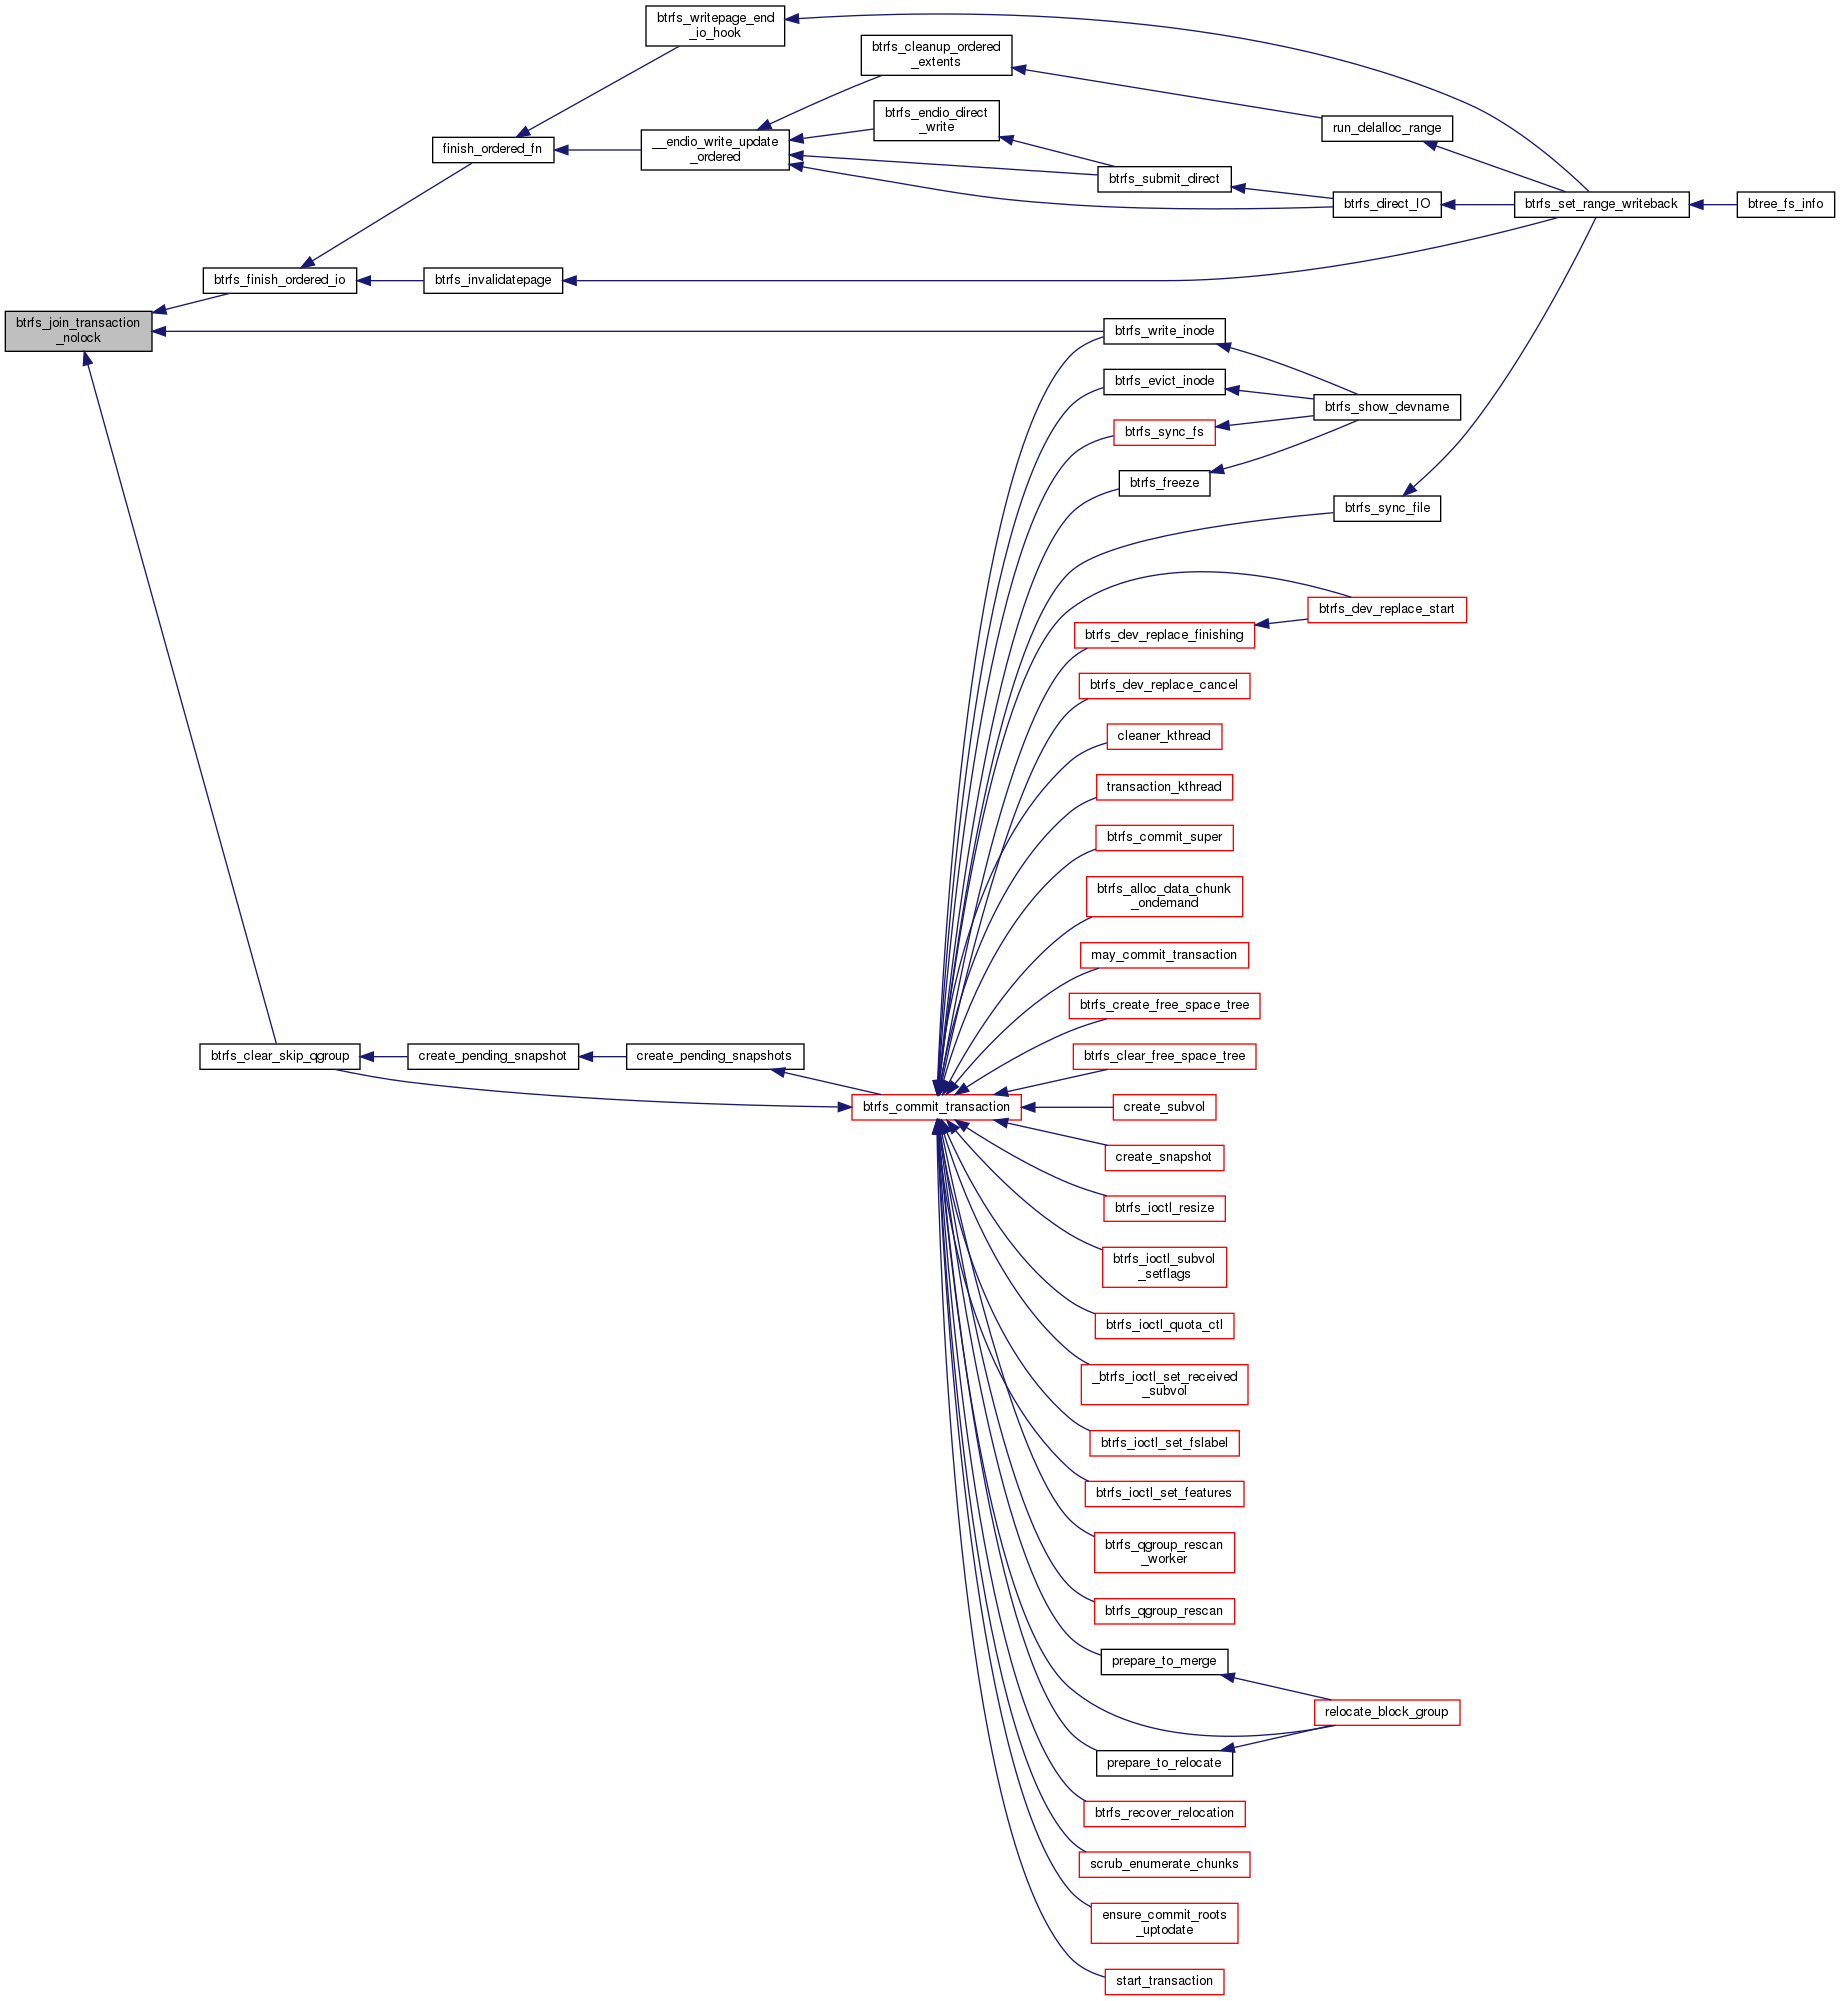 btrfs_writepage_end
_io_hook
btrfs_cleanup_ordered
_extents
btrfs_endio_direct
_write
run_delalloc_range
finish_ordered_fn
__endio_write_update
_ordered
btrfs_submit_direct
btrfs_direct_IO
btrfs_set_range_writeback
btree_fs_info
btrfs_finish_ordered_io
btrfs_invalidatepage
btrfs_join_transaction
_nolock
btrfs_write_inode
btrfs_evict_inode
btrfs_show_devname
btrfs_sync_fs
btrfs_freeze
btrfs_sync_file
btrfs_dev_replace_start
btrfs_dev_replace_finishing
btrfs_dev_replace_cancel
cleaner_kthread
transaction_kthread
btrfs_commit_super
btrfs_alloc_data_chunk
_ondemand
may_commit_transaction
btrfs_create_free_space_tree
btrfs_clear_skip_qgroup
create_pending_snapshot
create_pending_snapshots
btrfs_clear_free_space_tree
btrfs_commit_transaction
create_subvol
create_snapshot
btrfs_ioctl_resize
btrfs_ioctl_subvol
_setflags
btrfs_ioctl_quota_ctl
_btrfs_ioctl_set_received
_subvol
btrfs_ioctl_set_fslabel
btrfs_ioctl_set_features
btrfs_qgroup_rescan
_worker
btrfs_qgroup_rescan
prepare_to_merge
relocate_block_group
prepare_to_relocate
btrfs_recover_relocation
scrub_enumerate_chunks
ensure_commit_roots
_uptodate
start_transaction